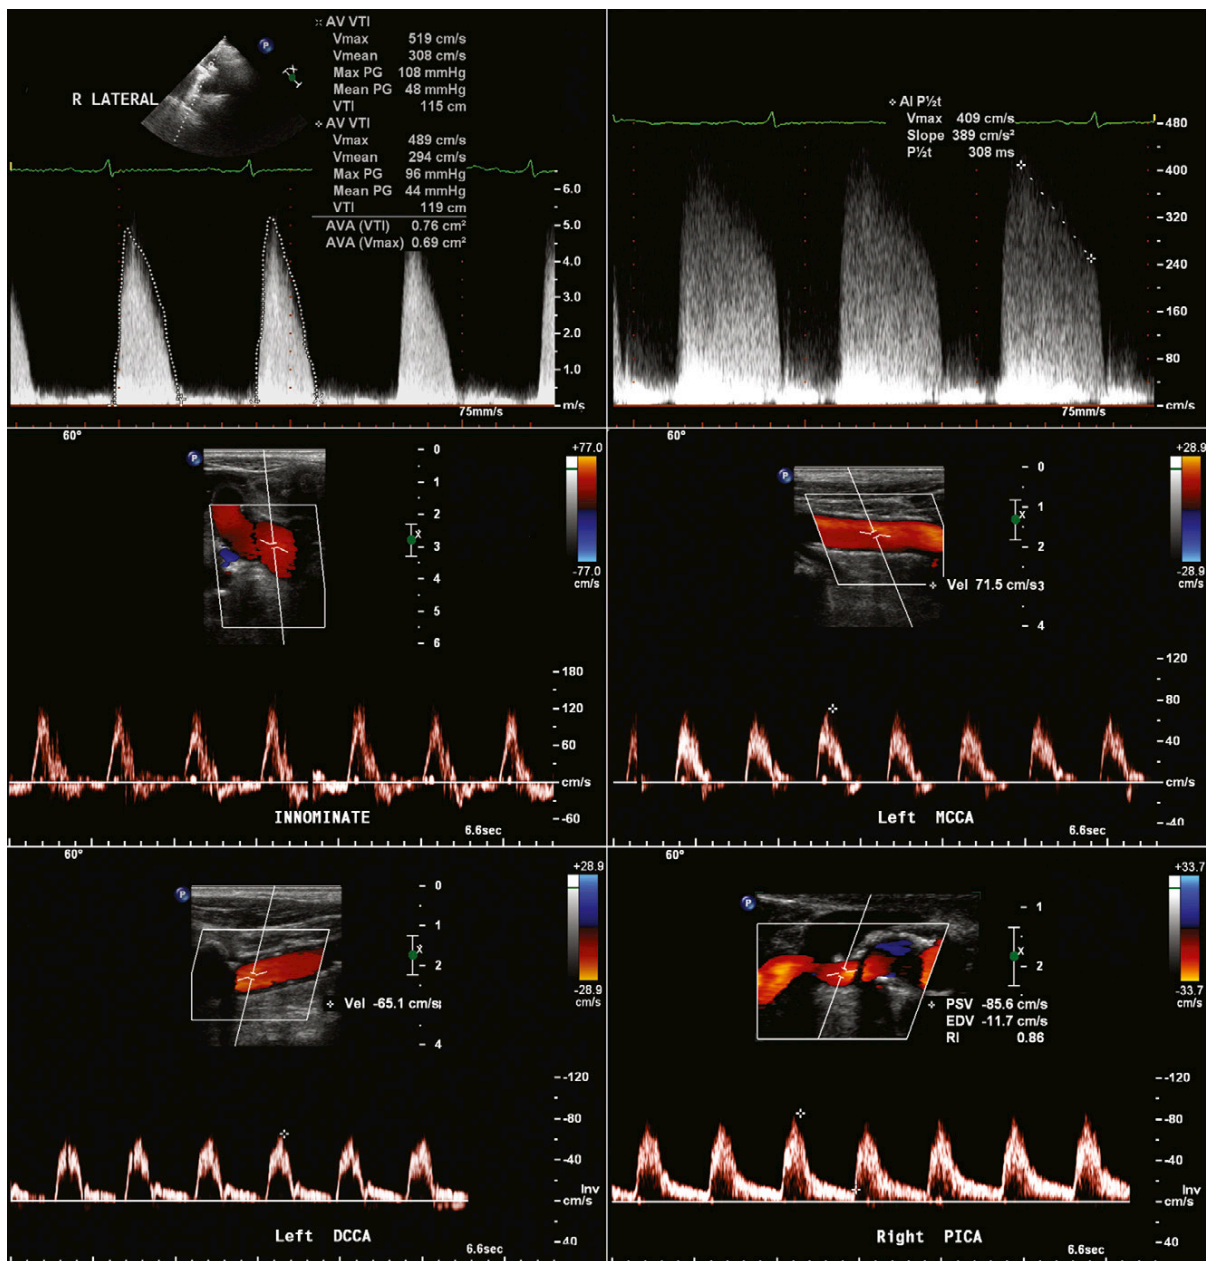 AV VTI
Vmax 519 cm/s
Vmean 308 cm/s
Max PG 108 mmHg
Mean PG 48 mmHg
VTI 115 cm
AV VTI
Vmax 489 cm/s
Vmean 294 cm/s
Max PG 96 mmHg
Mean PG 44 mmHg
VTI 119 cm
AVA (VTI) 0.76 cm²
AVA (Vmax) 0.69 cm²
P
R LATERAL
6.0
5.0
4.0
3.0
2.0
1.0
m/s
75mm/s
AI P½t
Vmax 409 cm/s
Slope 389 cm/s²
P½t 308 ms
-480
-400
-320
-240
-160
-80
cm/s
75mm/s
60°
P
0
1
2
3
4
5
6
X
+77.0
-77.0
cm/s
-180
-120
-60
cm/s
-60
INNOMINATE
6.6sec
60°
P
0
1
2
3
4
X
+28.9
-28.9
cm/s
Vel 71.5 cm/s
-120
-80
-40
cm/s
-40
Left MCCA
6.6sec
60°
P
0
1
2
4
X
+28.9
-28.9
cm/s
Vel -65.1 cm/s
-120
-80
-40
Inv
cm/s
40
Left DCCA
6.6sec
60°
P
1
2
X
+33.7
-33.7
cm/s
PSV -85.6 cm/s
EDV -11.7 cm/s
RI 0.86
-120
-80
-40
Inv
cm/s
40
Right PICA
6.6sec